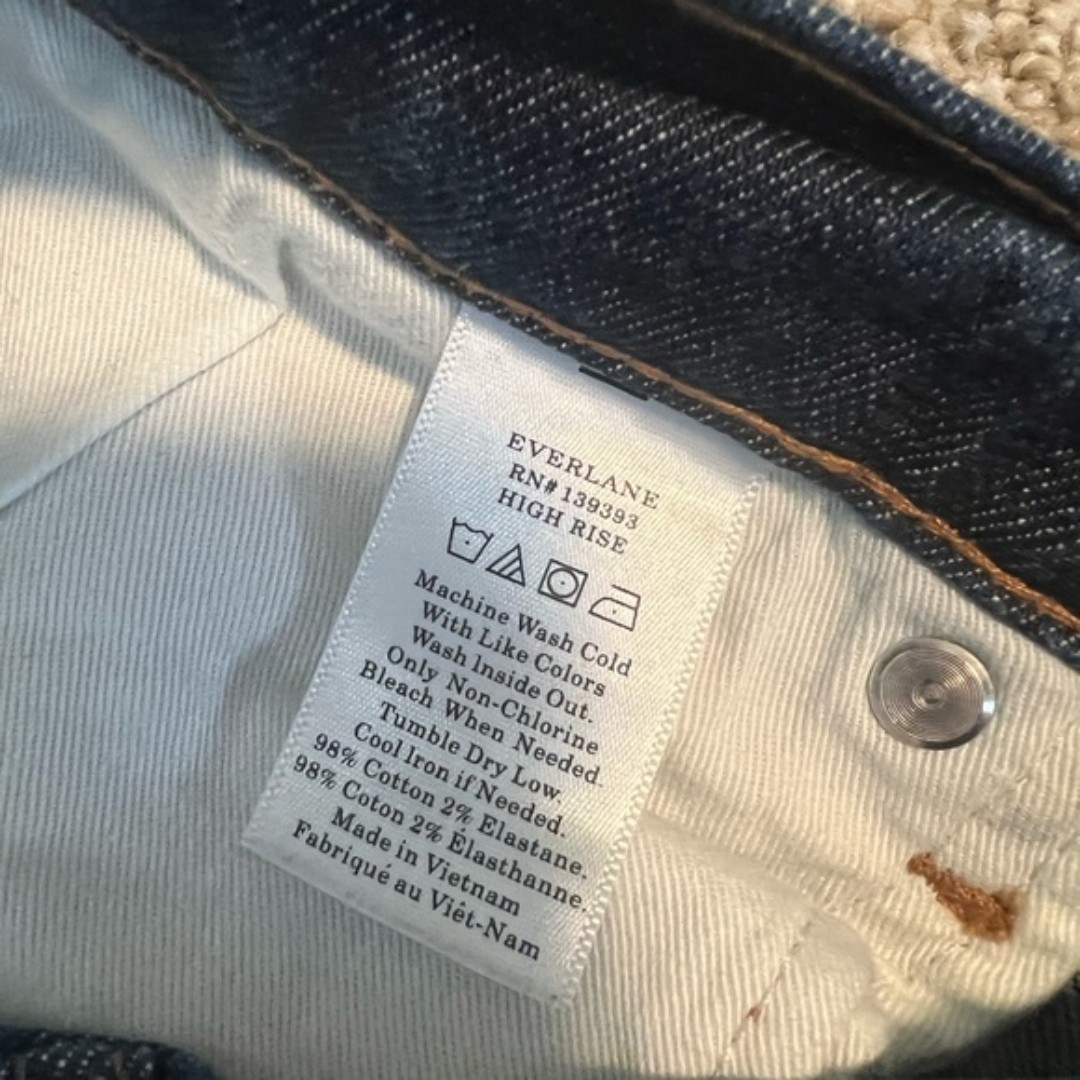 EVERLANE
RN# 139393
HIGH RISE
Machine Wash Cold
With Like Colors
Wash Inside Out.
Only Non-Chlorine
Bleach When Needed.
Tumble Dry Low.
Cool Iron if Needed.
98% Cotton 2% Elastane.
98% Coton 2% Élasthanne.
Made in Vietnam
Fabriqué au Viêt-Nam